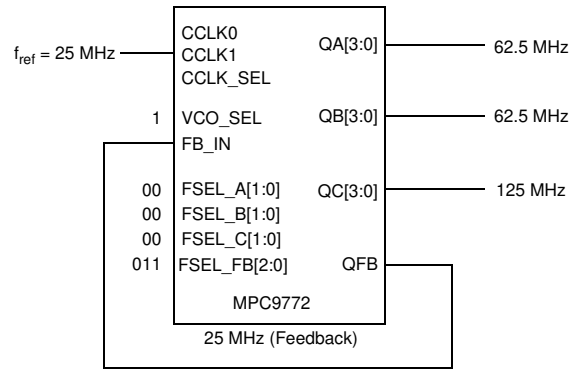 CCLK0
QA[3:0]
62.5 MHz
f_ref = 25 MHz
CCLK1
CCLK_SEL
1
VCO_SEL
QB[3:0]
62.5 MHz
FB_IN
00
FSEL_A[1:0]
QC[3:0]
125 MHz
00
FSEL_B[1:0]
00
FSEL_C[1:0]
011
FSEL_FB[2:0]
QFB
MPC9772
25 MHz (Feedback)